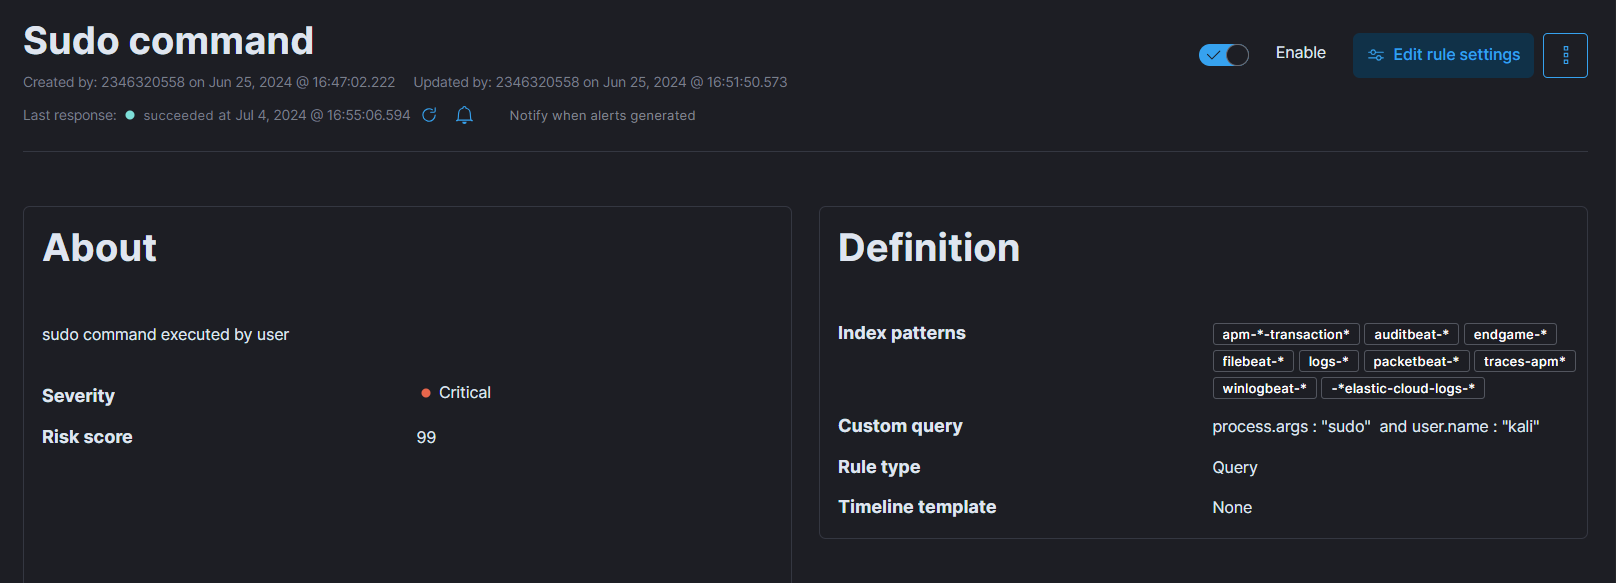 Sudo command
Enable
Edit rule settings
Created by: 2346320558 on Jun 25, 2024 @ 16:47:02.222 Updated by: 2346320558 on Jun 25, 2024 @ 16:51:50.573
Last response: succeeded at Jul 4, 2024 @ 16:55:06.594 Notify when alerts generated
About
sudo command executed by user
Severity Critical
Risk score 99
Definition
Index patterns apm-*-transaction* auditbeat-* endgame-*
filebeat-* logs-* packetbeat-* traces-apm*
winlogbeat-* -*elastic-cloud-logs-*
Custom query process.args : "sudo" and user.name : "kali"
Rule type Query
Timeline template None